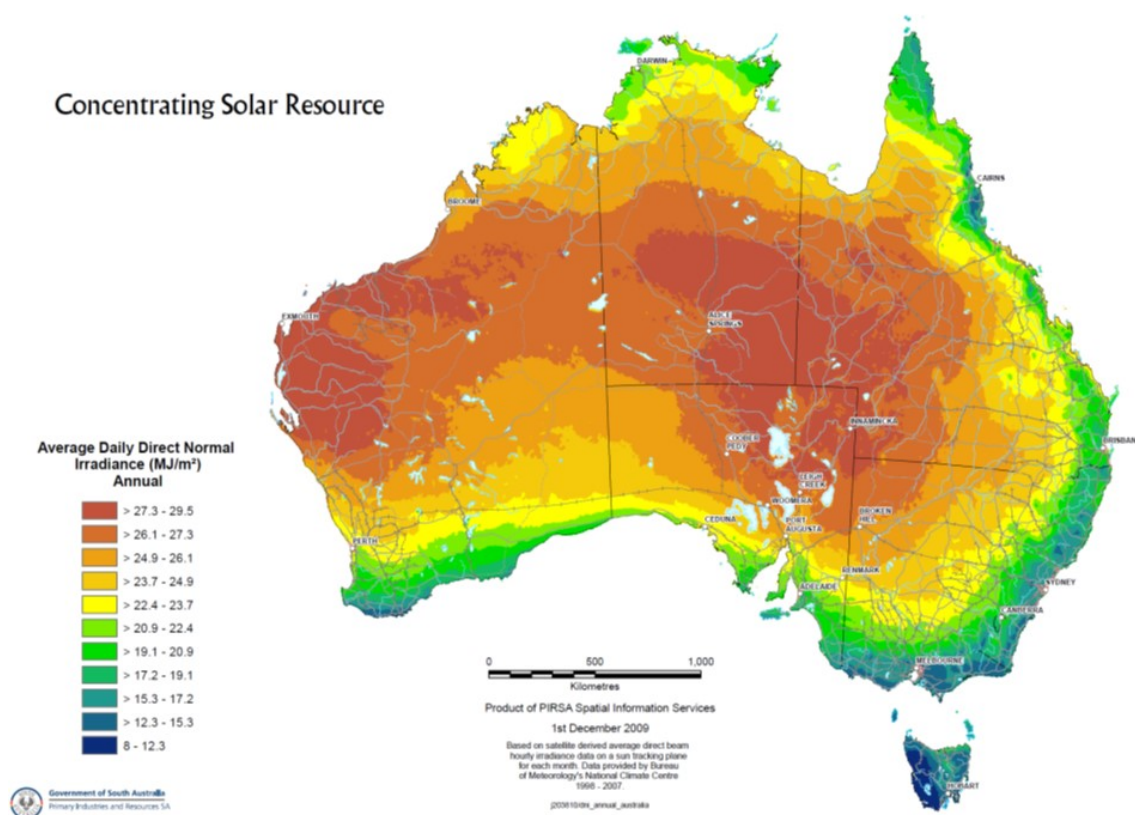 Concentrating Solar Resource
DARWIN
CAIRNS
BROOME
EXMOUTH
ALICE
SPRINGS
INNAMINCKA
COOBER
PEDY
BRISBAN
LEIGH
CREEK
WOOMERA
CEDUNA
PORT
AUGUSTA
BROKEN
HILL
PERTH
RENMARK
ADELAIDE
SYDNEY
CANBERRA
MELBOURNE
HOBART
Average Daily Direct Normal
Irradiance (MJ/m²)
Annual
> 27.3 - 29.5
> 26.1 - 27.3
> 24.9 - 26.1
> 23.7 - 24.9
> 22.4 - 23.7
> 20.9 - 22.4
> 19.1 - 20.9
> 17.2 - 19.1
> 15.3 - 17.2
> 12.3 - 15.3
8 - 12.3
0 500 1,000
Kilometres
Product of PIRSA Spatial Information Services
1st December 2009
Based on satellite derived average direct beam
hourly irradiance data on a sun tracking plane
for each month. Data provided by Bureau
of Meteorology's National Climate Centre
1998 - 2007.
j203610/dni_annual_australia
Government of South Australia
Primary Industries and Resources SA